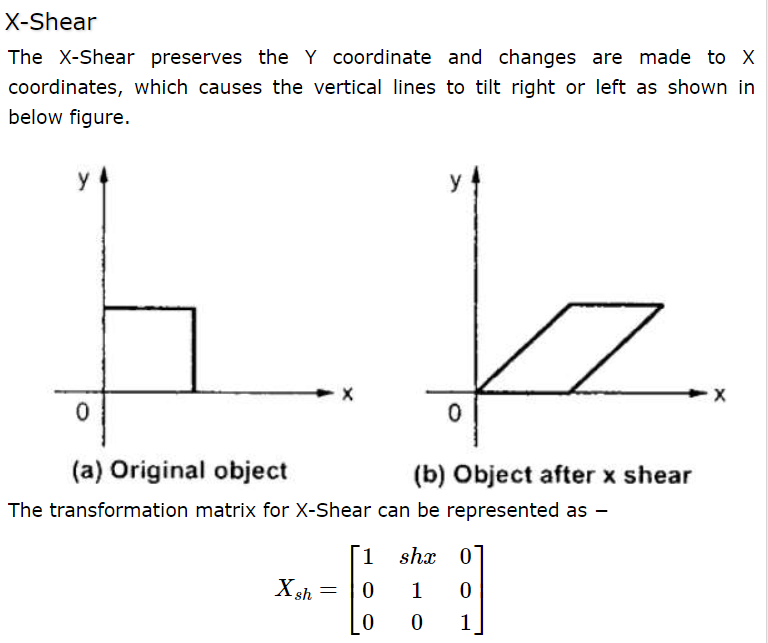 X-Shear
The X-Shear preserves the Y coordinate and changes are made to X
coordinates, which causes the vertical lines to tilt right or left as shown in
below figure.
y y
x x
0 0
(a) Original object (b) Object after x shear
The transformation matrix for X-Shear can be represented as −
1 shx 0
X sh = 0 1 0
0 0 1